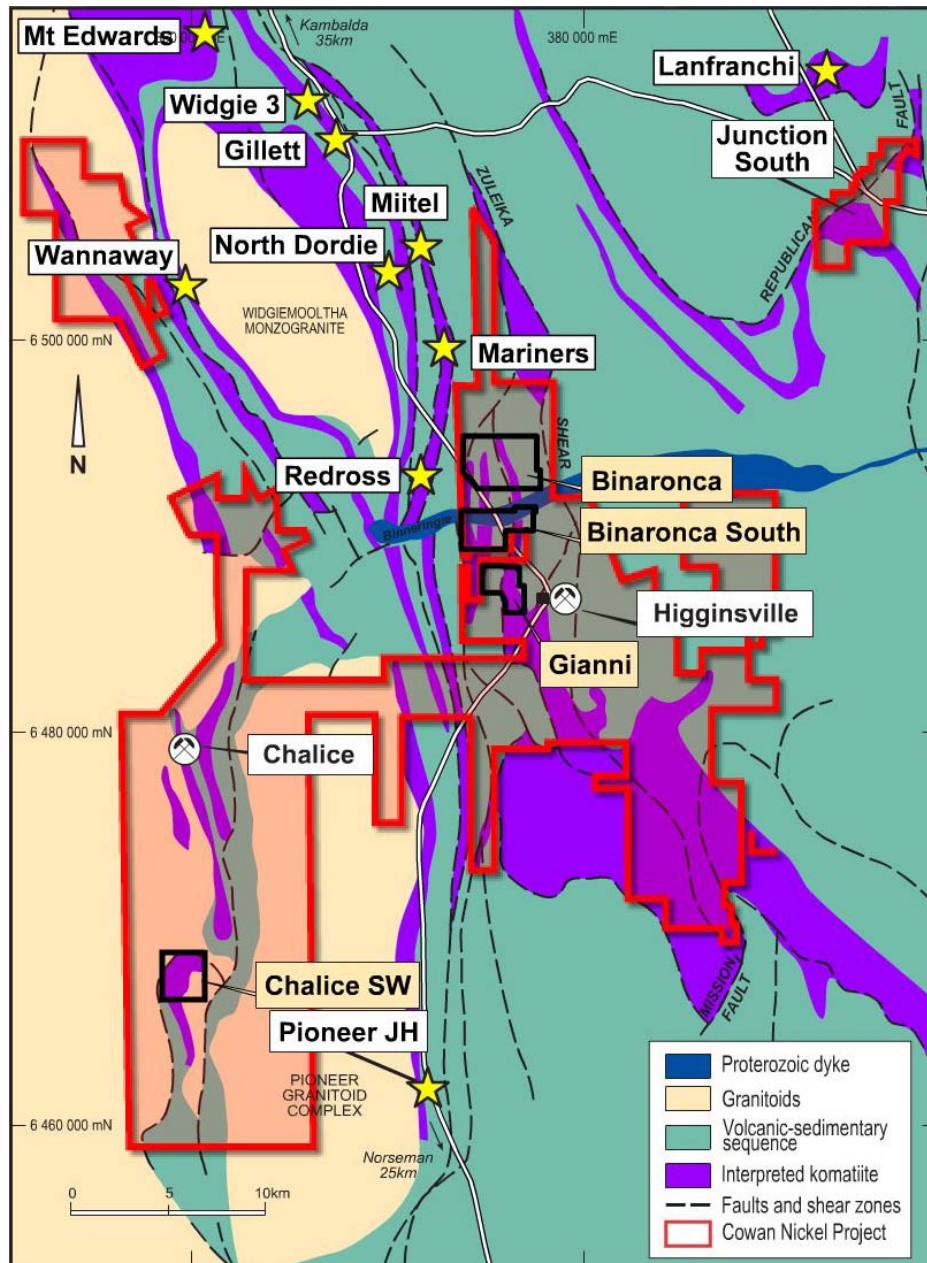 Mt Edwards
Kambalda
35km
380 000 mE
Lanfranchi
Widgie 3
Gillett
Junction
South
FAULT
ZULEIKA
Miitel
North Dordie
REPUBLICAN
Wannaway
WIDGIEMOOLTHA
MONZOGRANITE
6 500 000 mN
Mariners
N
SHEAR
Redross
Binaronca
Binneringie
Binaronca South
Higginsville
Gianni
6 480 000 mN
Chalice
Chalice SW
Pioneer JH
MISSION
FAULT
PIONEER
GRANITOID
COMPLEX
6 460 000 mN
Norseman
25km
0 5 10km
Proterozoic dyke
Granitoids
Volcanic-sedimentary
sequence
Interpreted komatiite
Faults and shear zones
Cowan Nickel Project